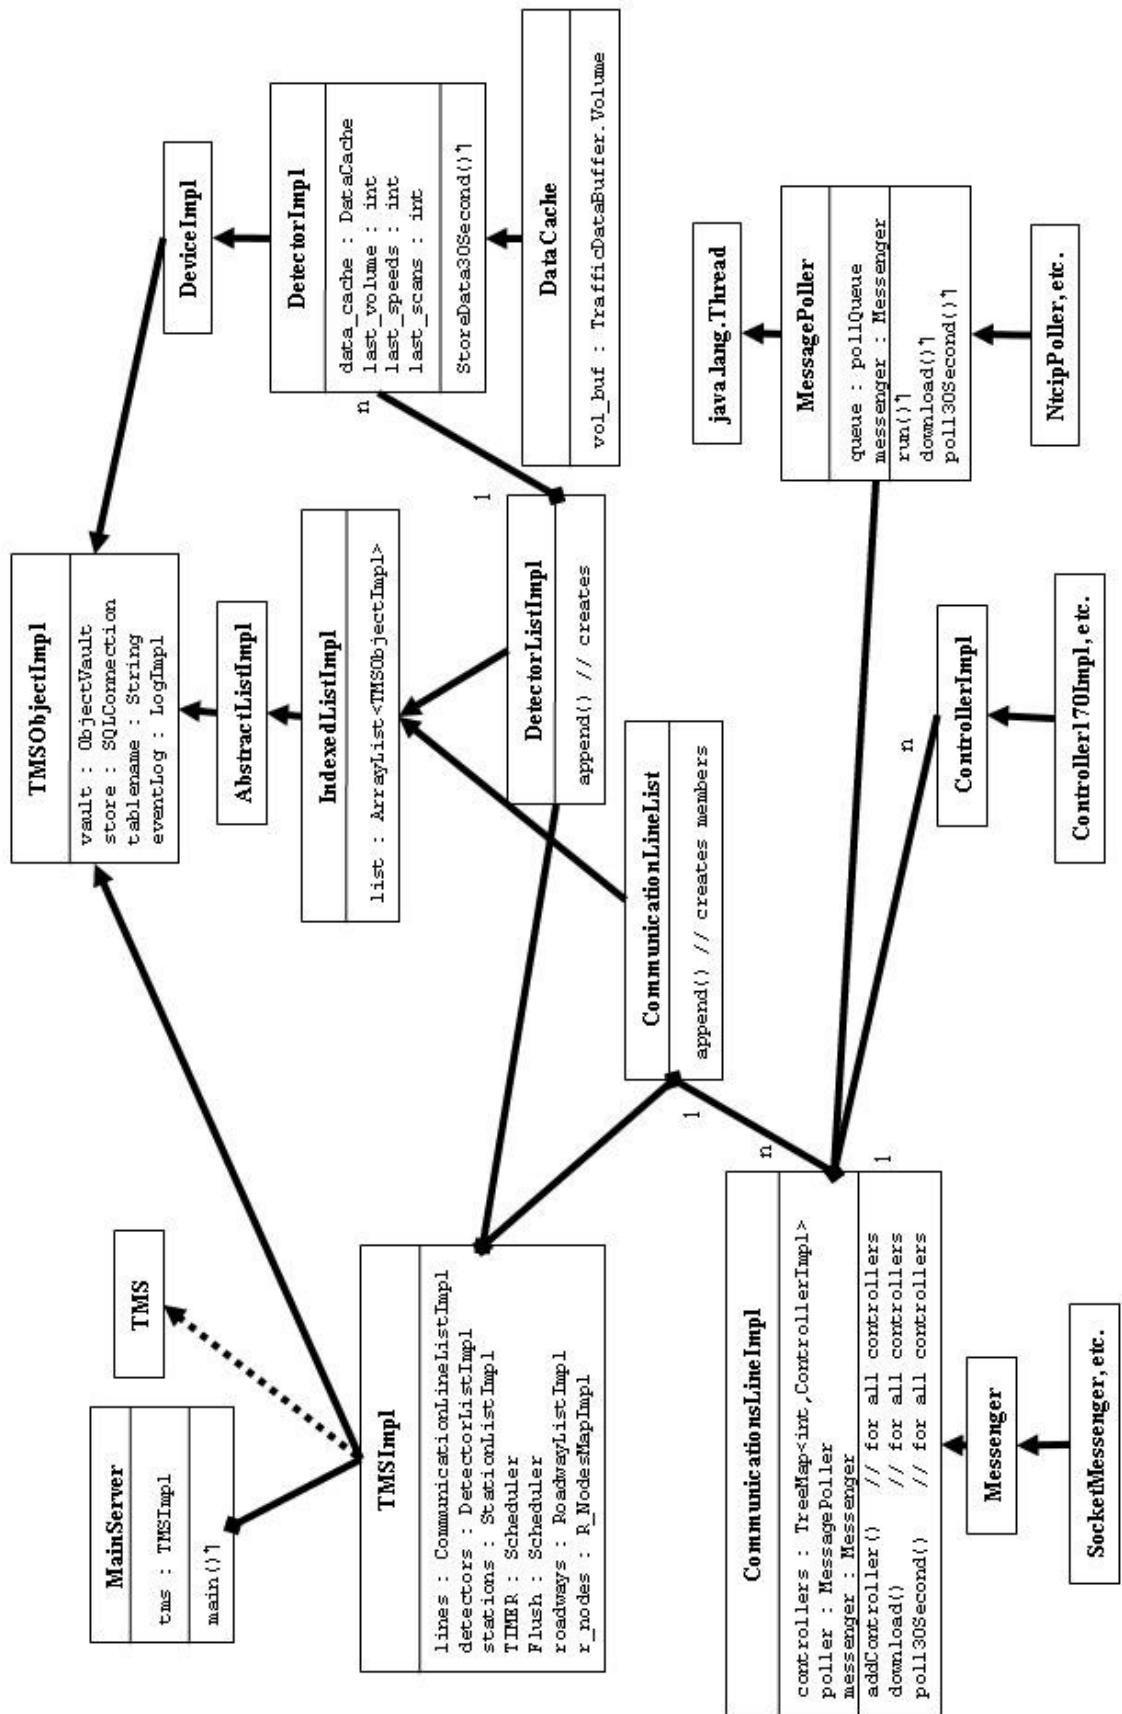 MainServer
tms : TMSImpl
main()¶
TMS
TMSObjectImpl
vault : ObjectVault
store : SQLConnection
tablename : String
eventLog : LogImpl
DeviceImpl
AbstractListImpl
TMSImpl
lines : CommunicationLineListImpl
detectors : DetectorListImpl
stations : StationListImpl
TIMER : Scheduler
Flush : Scheduler
roadways : RoadwayListImpl
r_nodes : R_NodesMapImpl
IndexedListImpl
list : ArrayList<TMSObjectImpl>
DetectorImpl
data_cache : DataCache
last_volume : int
last_speeds : int
last_scans : int
StoreData30Second()¶
n
1
DetectorListImpl
append() // creates
DataCache
vol_buf : TrafficDataBuffer.Volume
CommunicationLineList
append() // creates members
1
n
CommunicationsLineImpl
controllers : TreeMap<int,ControllerImpl>
poller : MessagePoller
messenger : Messenger
addController() // for all controllers
download() // for all controllers
poll30Second() // for all controllers
1
n
java.lang.Thread
MessagePoller
queue : pollQueue
messenger : Messenger
run()¶
download()¶
poll30Second()¶
Messenger
ControllerImpl
NtcipPoller,etc.
SocketMessenger,etc.
Controller170Impl,etc.